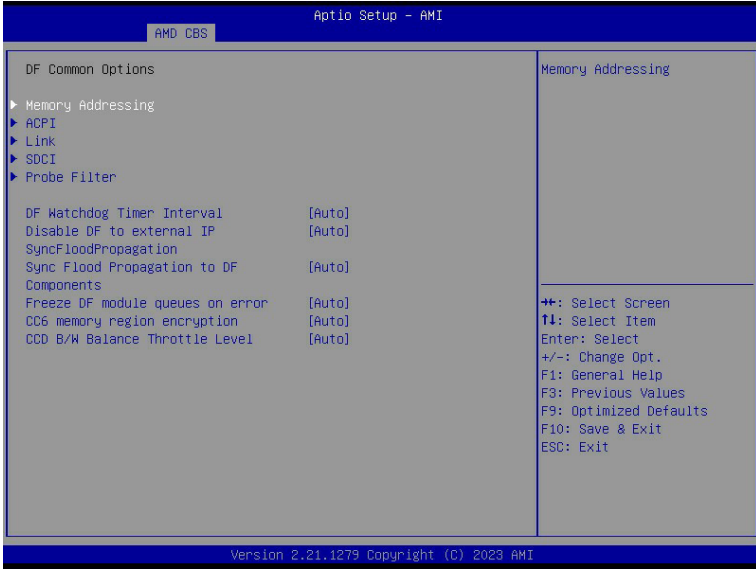 Aptio Setup – AMI
AMD CBS
DF Common Options
Memory Addressing
ACPI
Link
SDCI
Probe Filter
DF Watchdog Timer Interval [Auto]
Disable DF to external IP [Auto]
SyncFloodPropagation
Sync Flood Propagation to DF [Auto]
Components
Freeze DF module queues on error [Auto]
CC6 memory region encryption [Auto]
CCD B/W Balance Throttle Level [Auto]
Memory Addressing
→←: Select Screen
↑↓: Select Item
Enter: Select
+/-: Change Opt.
F1: General Help
F3: Previous Values
F9: Optimized Defaults
F10: Save & Exit
ESC: Exit
Version 2.21.1279 Copyright (C) 2023 AMI